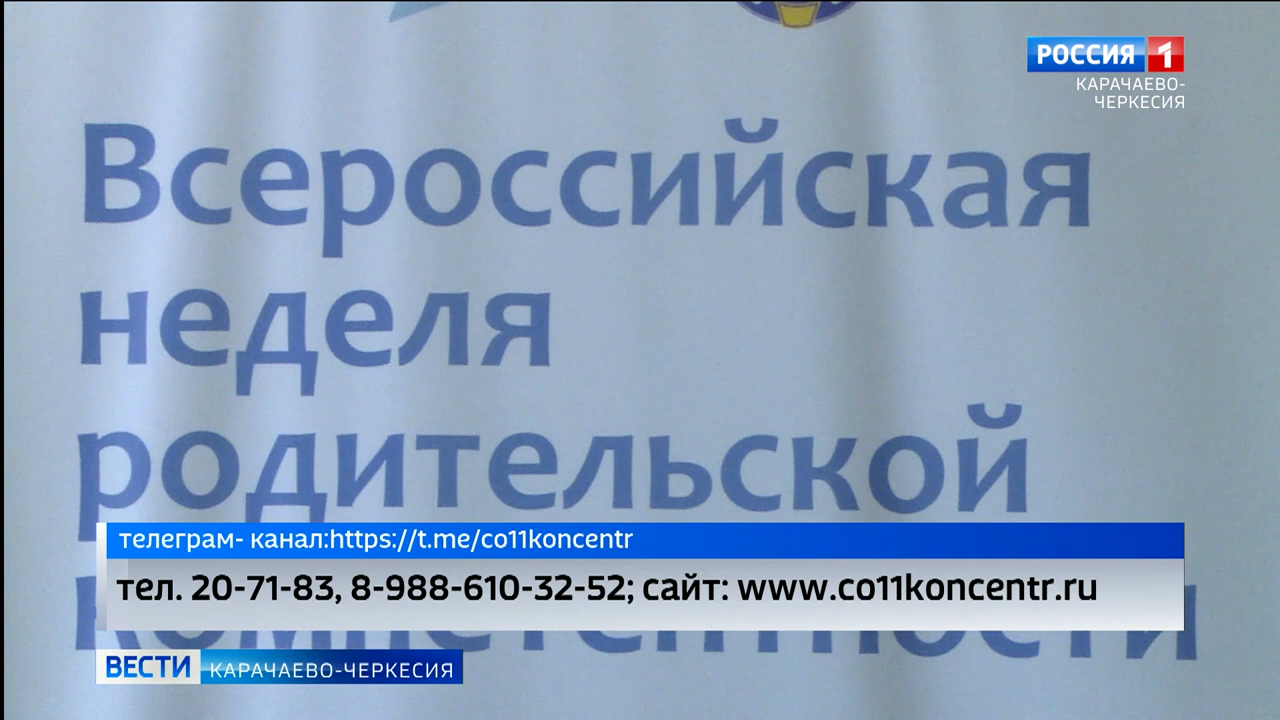 РОССИЯ 1
КАРАЧАЕВО-
ЧЕРКЕСИЯ
Всероссийская
неделя
родительской
компетентности
телеграм- канал:https://t.me/co11koncentr
тел. 20-71-83, 8-988-610-32-52; сайт: www.co11koncentr.ru
ВЕСТИ КАРАЧАЕВО-ЧЕРКЕСИЯ